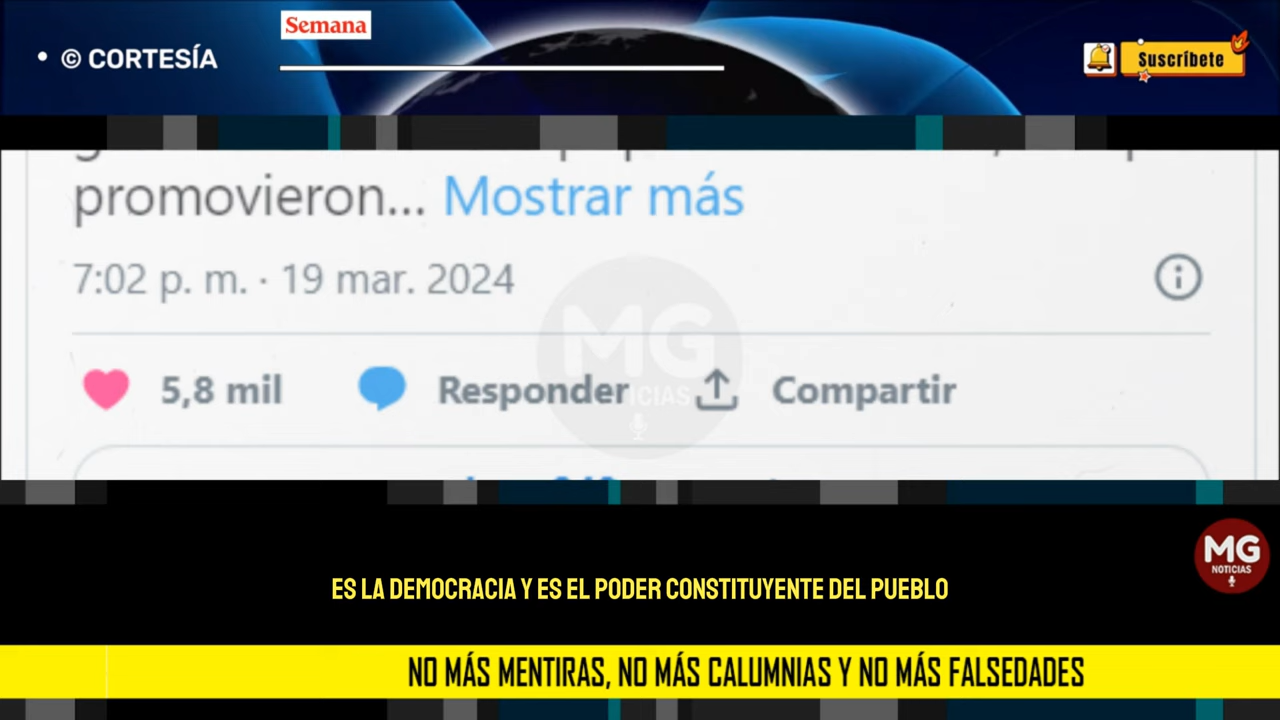 Semana
• © CORTESÍA
Suscríbete
promovieron... Mostrar más
7:02 p. m. · 19 mar. 2024
5,8 mil
Responder
Compartir
MG
NOTICIAS
ES LA DEMOCRACIA Y ES EL PODER CONSTITUYENTE DEL PUEBLO
NO MÁS MENTIRAS, NO MÁS CALUMNIAS Y NO MÁS FALSEDADES